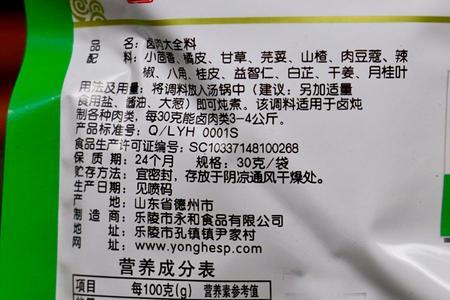 品 名：卤肉大全料
配 料：小茴香、橘皮、甘草、芫荽、山楂、肉豆蔻、辣
椒、八角、桂皮、益智仁、白芷、干姜、月桂叶
用法及用量：将调料放入汤锅中（建议：另加适量
食用盐、酱油、大葱）即可炖煮。该调料适用于卤炖
制各种肉类，每30克能卤肉类3-4公斤。
产品标准号：Q/LYH 0001S
食品生产许可证编号：SC10337148100268
保 质 期：24个月 规格：30克/袋
贮存方法：宜密封，存放于阴凉通风干燥处。
生产日期：见喷码
产 地：山东省德州市
制 造 商：乐陵市永和食品有限公司
地 址：乐陵市孔镇镇尹家村
网 址：www.yonghesp.com
营养成分表
项目 每100克(g) 营养素参考值